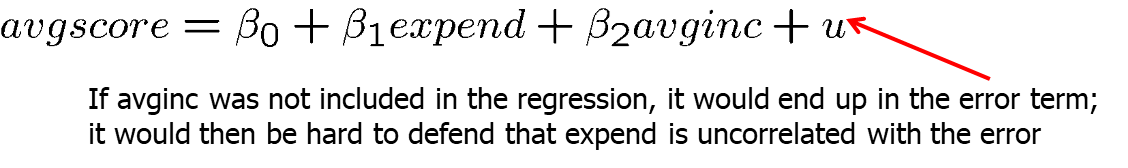 avgscore = β₀ + β₁expend + β₂avginc + u
If avginc was not included in the regression, it would end up in the error term;
it would then be hard to defend that expend is uncorrelated with the error